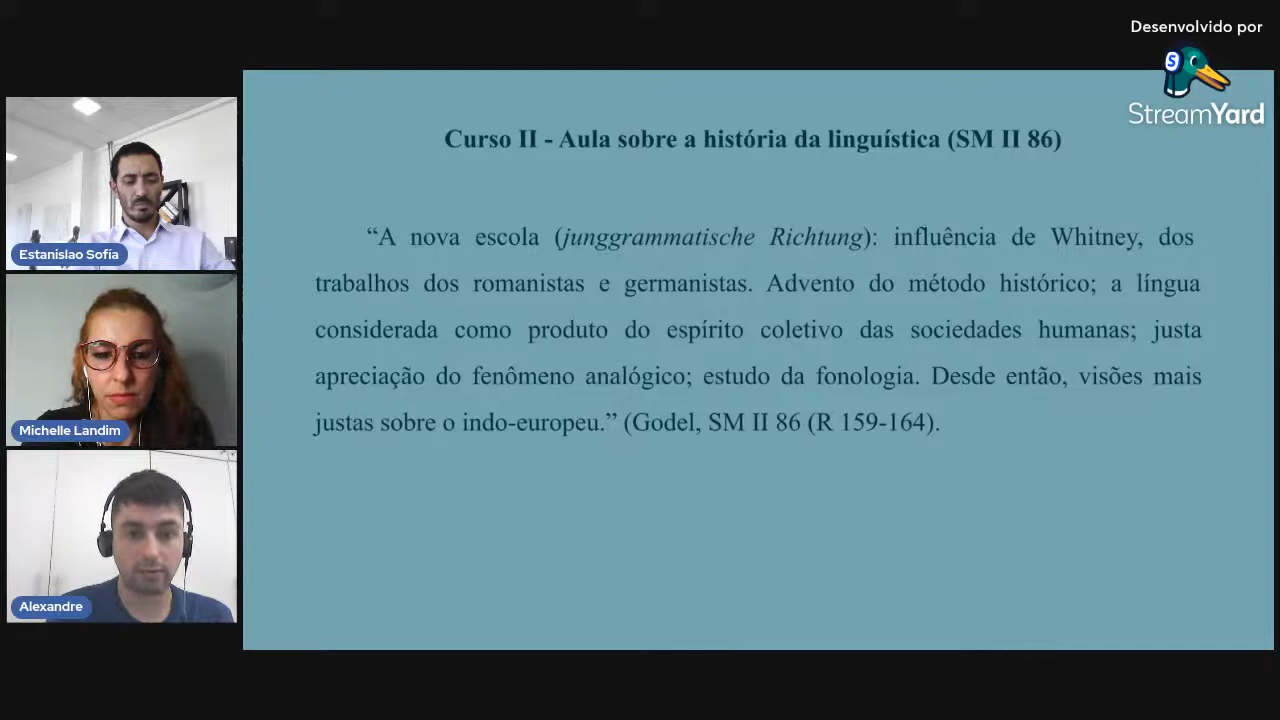 Desenvolvido por
StreamYard
Curso II - Aula sobre a história da linguística (SM II 86)
“A nova escola (junggrammatische Richtung): influência de Whitney, dos
trabalhos dos romanistas e germanistas. Advento do método histórico; a língua
considerada como produto do espírito coletivo das sociedades humanas; justa
apreciação do fenômeno analógico; estudo da fonologia. Desde então, visões mais
justas sobre o indo-europeu.” (Godel, SM II 86 (R 159-164).
Estanislao Sofía
Michelle Landim
Alexandre